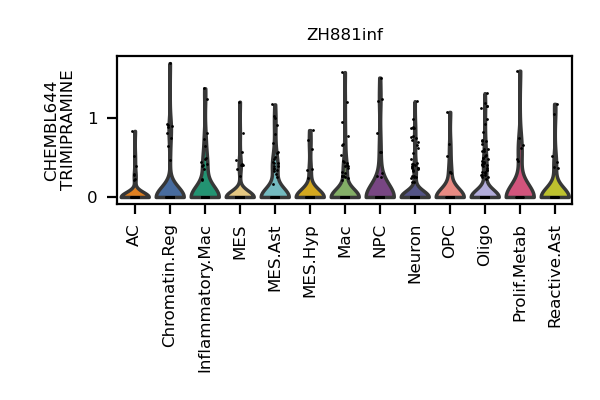 ZH881inf
CHEMBL644
TRIMIPRAMINE
1
0
AC
Chromatin.Reg
Inflammatory.Mac
MES
MES.Ast
MES.Hyp
Mac
NPC
Neuron
OPC
Oligo
Prolif.Metab
Reactive.Ast